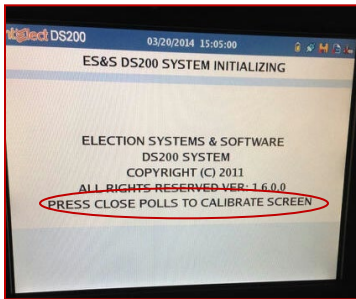 intElect DS200
03/20/2014 15:05:00
ES&S DS200 SYSTEM INITIALIZING
ELECTION SYSTEMS & SOFTWARE
DS200 SYSTEM
COPYRIGHT (C) 2011
ALL RIGHTS RESERVED VER: 1.6.0.0
PRESS CLOSE POLLS TO CALIBRATE SCREEN